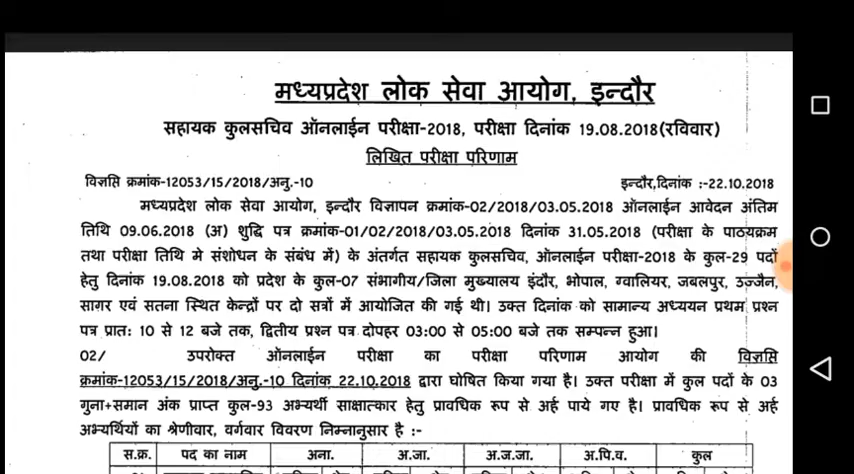 मध्यप्रदेश लोक सेवा आयोग, इन्दौर
सहायक कुलसचिव ऑनलाईन परीक्षा-2018, परीक्षा दिनांक 19.08.2018(रविवार)
लिखित परीक्षा परिणाम
विज्ञप्ति क्रमांक-12053/15/2018/अनु.-10 इन्दौर,दिनांक :-22.10.2018
मध्यप्रदेश लोक सेवा आयोग, इन्दौर विज्ञापन क्रमांक-02/2018/03.05.2018 ऑनलाईन आवेदन अंतिम
तिथि 09.06.2018 (अ) शुद्धि पत्र क्रमांक-01/02/2018/03.05.2018 दिनांक 31.05.2018 (परीक्षा के पाठ्यक्रम
तथा परीक्षा तिथि मे संशोधन के संबंध में) के अंतर्गत सहायक कुलसचिव, ऑनलाईन परीक्षा-2018 के कुल-29 पदों
हेतु दिनांक 19.08.2018 को प्रदेश के कुल-07 संभागीय/जिला मुख्यालय इंदौर, भोपाल, ग्वालियर, जबलपुर, उज्जैन,
सागर एवं सतना स्थित केन्द्रों पर दो सत्रों में आयोजित की गई थी। उक्त दिनांक को सामान्य अध्ययन प्रथम प्रश्न
पत्र प्रात: 10 से 12 बजे तक, द्वितीय प्रश्न पत्र दोपहर 03:00 से 05:00 बजे तक सम्पन्न हुआ।
02/ उपरोक्त ऑनलाईन परीक्षा का परीक्षा परिणाम आयोग की विज्ञप्ति
क्रमांक-12053/15/2018/अनु.-10 दिनांक 22.10.2018 द्वारा घोषित किया गया है। उक्त परीक्षा में कुल पदों के 03
गुना+समान अंक प्राप्त कुल-93 अभ्यर्थी साक्षात्कार हेतु प्रावधिक रूप से अर्ह पाये गए है। प्रावधिक रूप से अर्ह
अभ्यर्थियों का श्रेणीवार, वर्गवार विवरण निम्नानुसार है :-
स.क्र. पद का नाम अना. अ.जा. अ.ज.जा. अ.पि.व. कुल